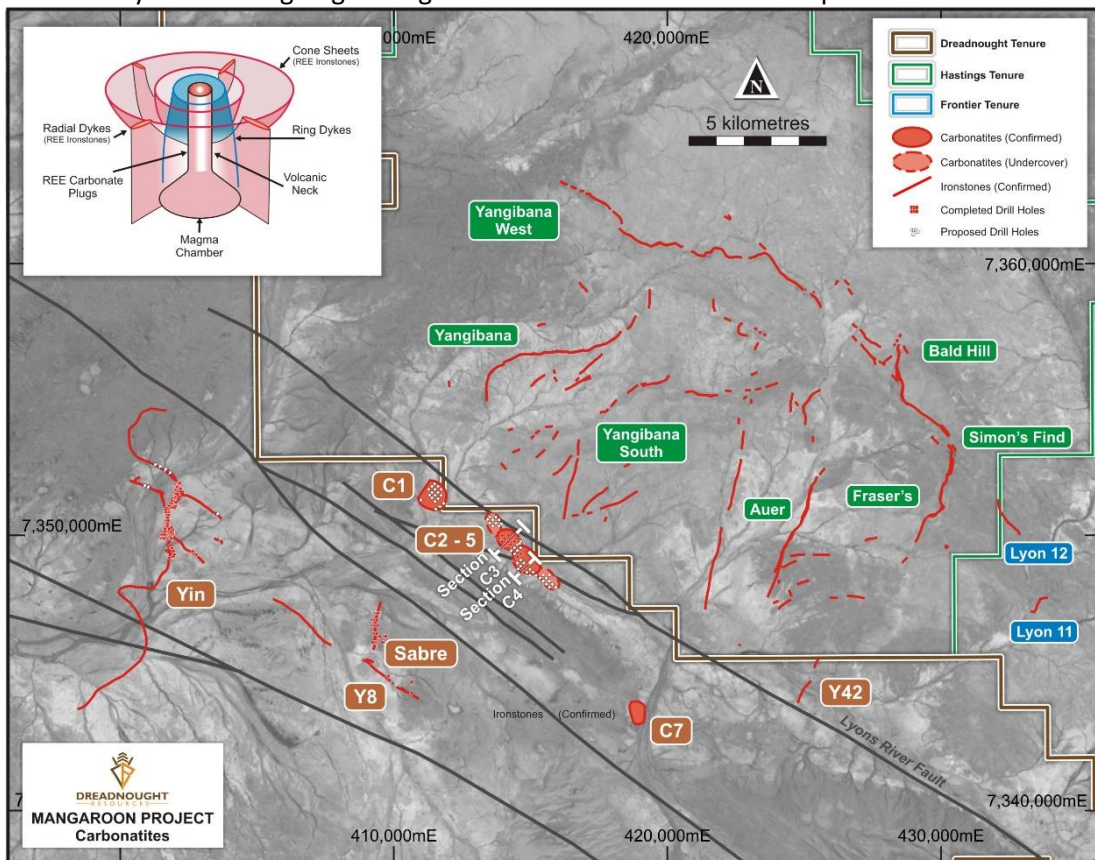 Cone Sheets
(REE Ironstones)
Radial Dykes
(REE Ironstones)
Ring Dykes
REE Carbonate
Plugs
Volcanic
Neck
Magma
Chamber
420,000mE
N
5 kilometres
Dreadnought Tenure
Hastings Tenure
Frontier Tenure
Carbonatites (Confirmed)
Carbonatites (Undercover)
Ironstones (Confirmed)
Completed Drill Holes
Proposed Drill Holes
7,360,000mE
Yangibana
West
Yangibana
Bald Hill
Yangibana
South
Simon's Find
Auer
Fraser's
C1
7,350,000mE
C2 - 5
Section
C3
Section
C4
Lyon 12
Lyon 11
Yin
Sabre
Y8
Y42
Ironstones (Confirmed)
C7
Lyons River Fault
DREADNOUGHT
RESOURCES
MANGAROON PROJECT
Carbonatites
7,340,000mE
410,000mE
420,000mE
430,000mE